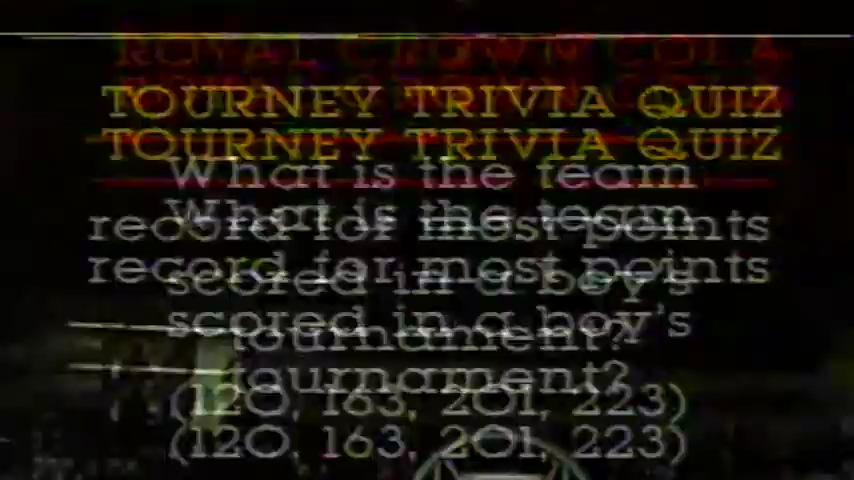 ROYAL CROWN COLA
TOURNEY TRIVIA QUIZ
What is the team
record for most points
scored in a boy's
tournament?
(120, 163, 201, 223)